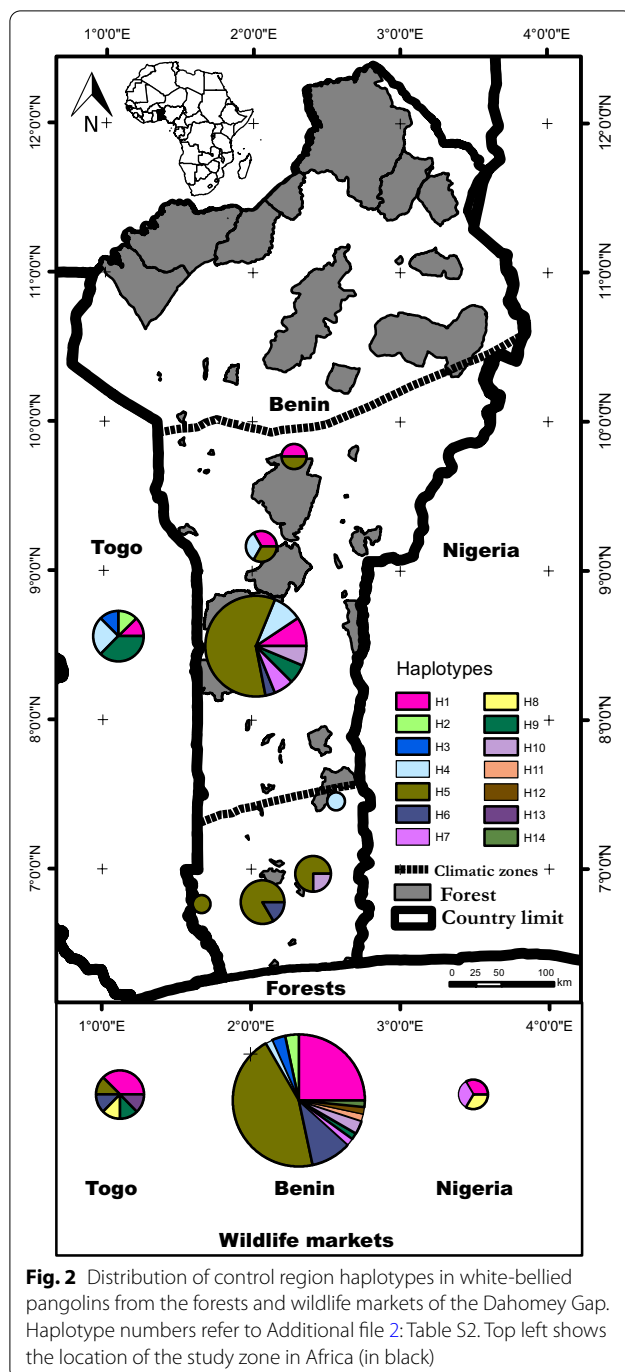 1°0'0"E 2°0'0"E 3°0'0"E 4°0'0"E
N
12°0'0"N 12°0'0"N
11°0'0"N 11°0'0"N
Benin
10°0'0"N 10°0'0"N
Togo
Nigeria
9°0'0"N 9°0'0"N
Haplotypes
H1 H8
H2 H9
H3 H10
H4 H11
H5 H12
H6 H13
H7 H14
8°0'0"N 8°0'0"N
Climatic zones
Forest
Country limit
7°0'0"N 7°0'0"N
0 25 50 100
km
Forests
1°0'0"E 2°0'0"E 3°0'0"E 4°0'0"E
Togo Benin Nigeria
Wildlife markets
Fig. 2 Distribution of control region haplotypes in white-bellied
pangolins from the forests and wildlife markets of the Dahomey Gap.
Haplotype numbers refer to Additional file 2: Table S2. Top left shows
the location of the study zone in Africa (in black)